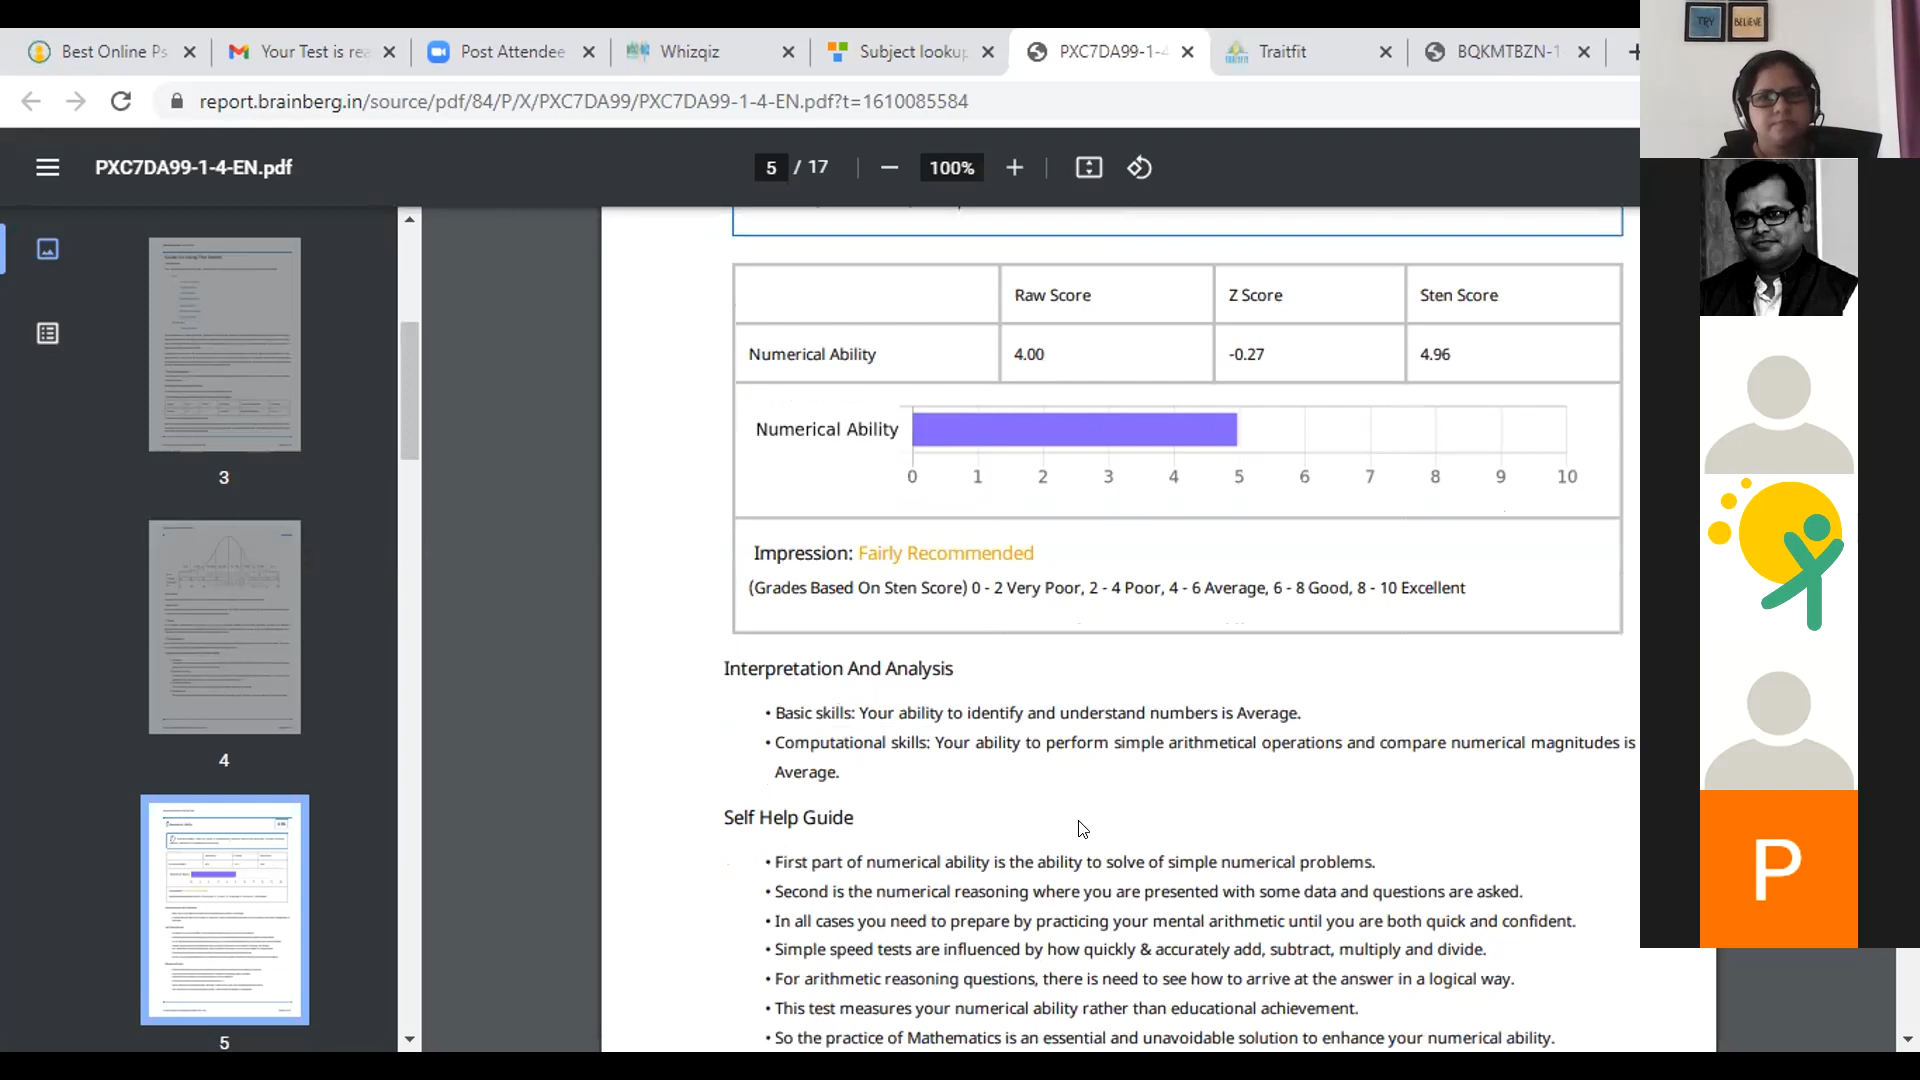 Best Online Ps
Your Test is rea
Post Attendee
Whizqiz
Subject lookup
PXC7DA99-1-4
Traitfit
BQKMTBZN-1
TRY
BELIEVE
report.brainberg.in/source/pdf/84/P/X/PXC7DA99/PXC7DA99-1-4-EN.pdf?t=1610085584
PXC7DA99-1-4-EN.pdf
5 / 17
100%
3
4
5
Raw Score
Z Score
Sten Score
Numerical Ability
4.00
-0.27
4.96
Numerical Ability
0 1 2 3 4 5 6 7 8 9 10
Impression: Fairly Recommended
(Grades Based On Sten Score) 0 - 2 Very Poor, 2 - 4 Poor, 4 - 6 Average, 6 - 8 Good, 8 - 10 Excellent
Interpretation And Analysis
• Basic skills: Your ability to identify and understand numbers is Average.
• Computational skills: Your ability to perform simple arithmetical operations and compare numerical magnitudes is
Average.
Self Help Guide
• First part of numerical ability is the ability to solve of simple numerical problems.
• Second is the numerical reasoning where you are presented with some data and questions are asked.
• In all cases you need to prepare by practicing your mental arithmetic until you are both quick and confident.
• Simple speed tests are influenced by how quickly & accurately add, subtract, multiply and divide.
• For arithmetic reasoning questions, there is need to see how to arrive at the answer in a logical way.
• This test measures your numerical ability rather than educational achievement.
• So the practice of Mathematics is an essential and unavoidable solution to enhance your numerical ability.
P